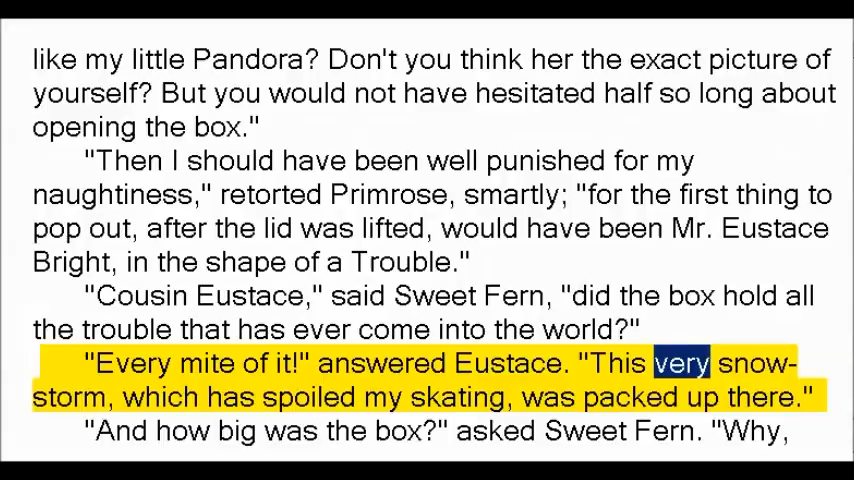 like my little Pandora? Don't you think her the exact picture of
yourself? But you would not have hesitated half so long about
opening the box."
"Then I should have been well punished for my
naughtiness," retorted Primrose, smartly; "for the first thing to
pop out, after the lid was lifted, would have been Mr. Eustace
Bright, in the shape of a Trouble."
"Cousin Eustace," said Sweet Fern, "did the box hold all
the trouble that has ever come into the world?"
"Every mite of it!" answered Eustace. "This very snow-
storm, which has spoiled my skating, was packed up there."
"And how big was the box?" asked Sweet Fern. "Why,